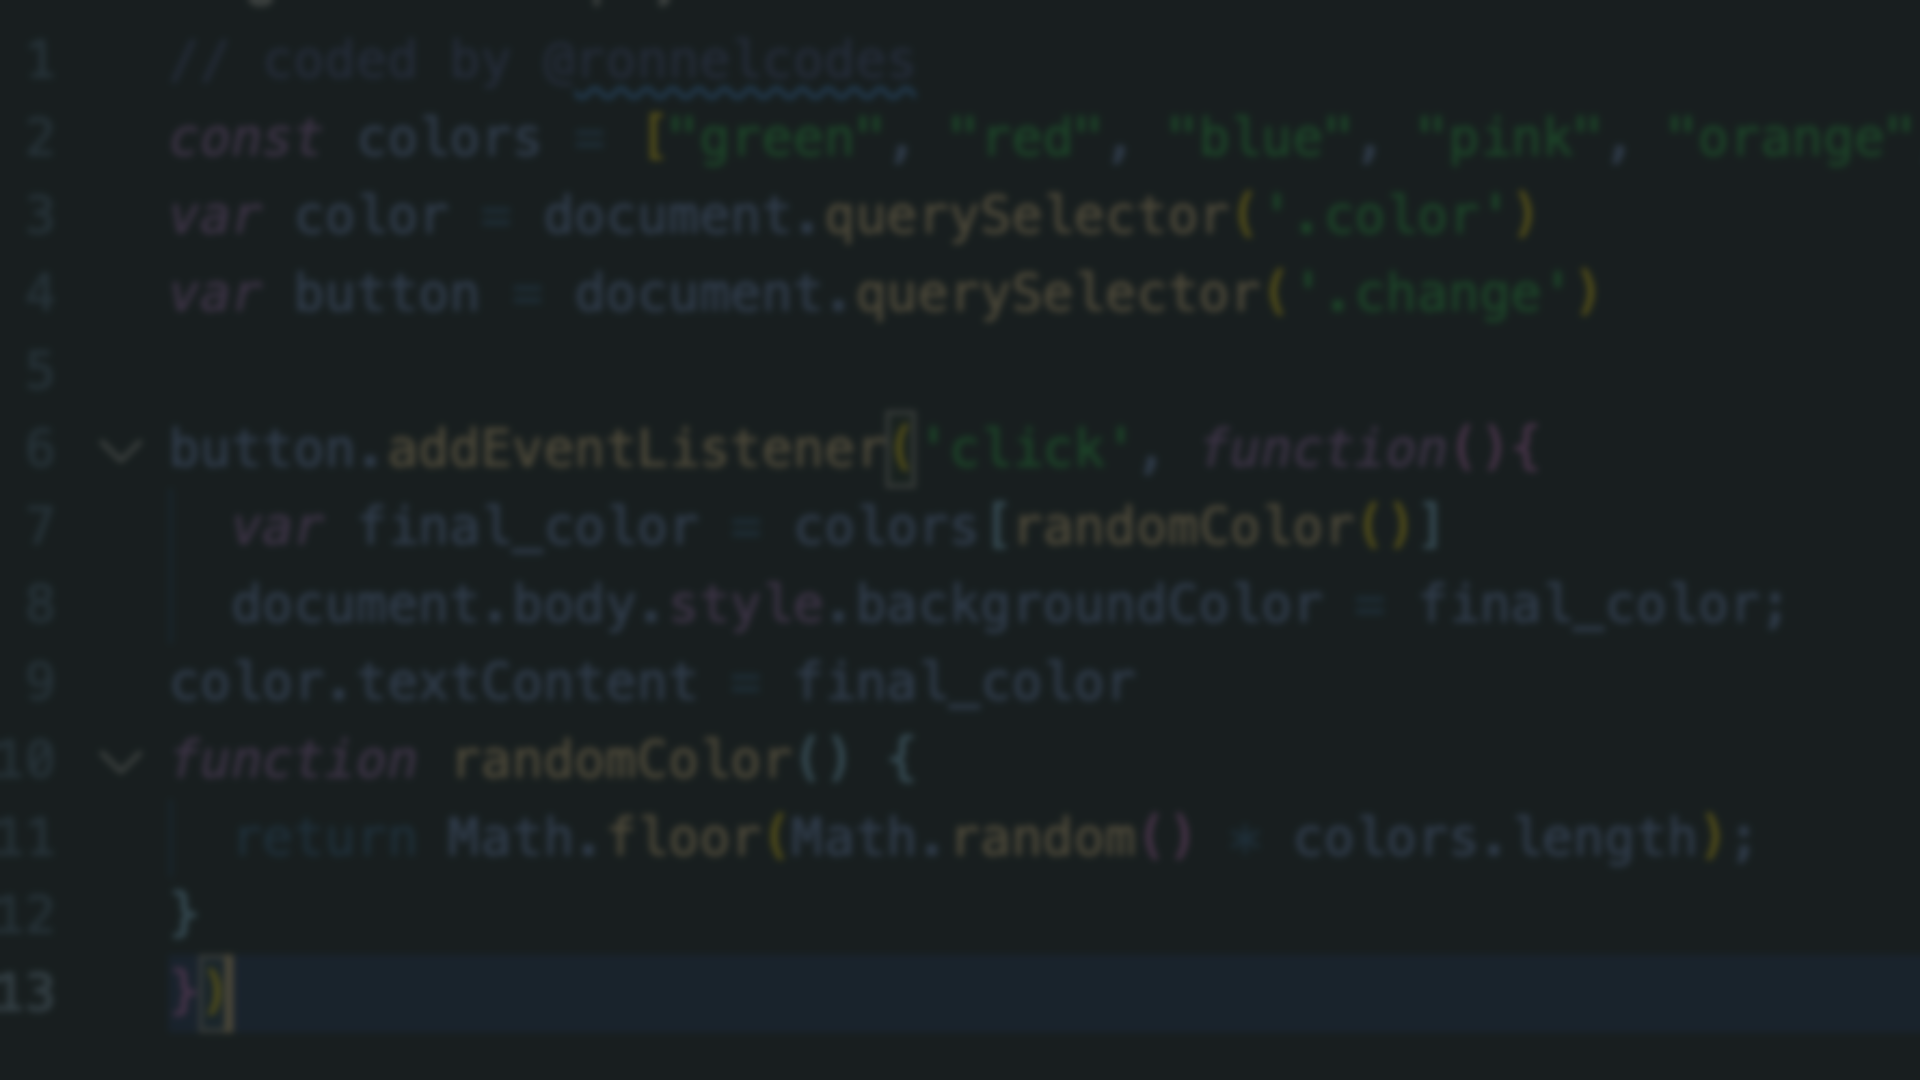 1 // coded by @ronnelcodes
2 const colors = ["green", "red", "blue", "pink", "orange"
3 var color = document.querySelector('.color')
4 var button = document.querySelector('.change')
5
6 button.addEventListener('click', function(){
7 var final_color = colors[randomColor()]
8 document.body.style.backgroundColor = final_color;
9 color.textContent = final_color
10 function randomColor() {
11 return Math.floor(Math.random() * colors.length);
12 }
13 })